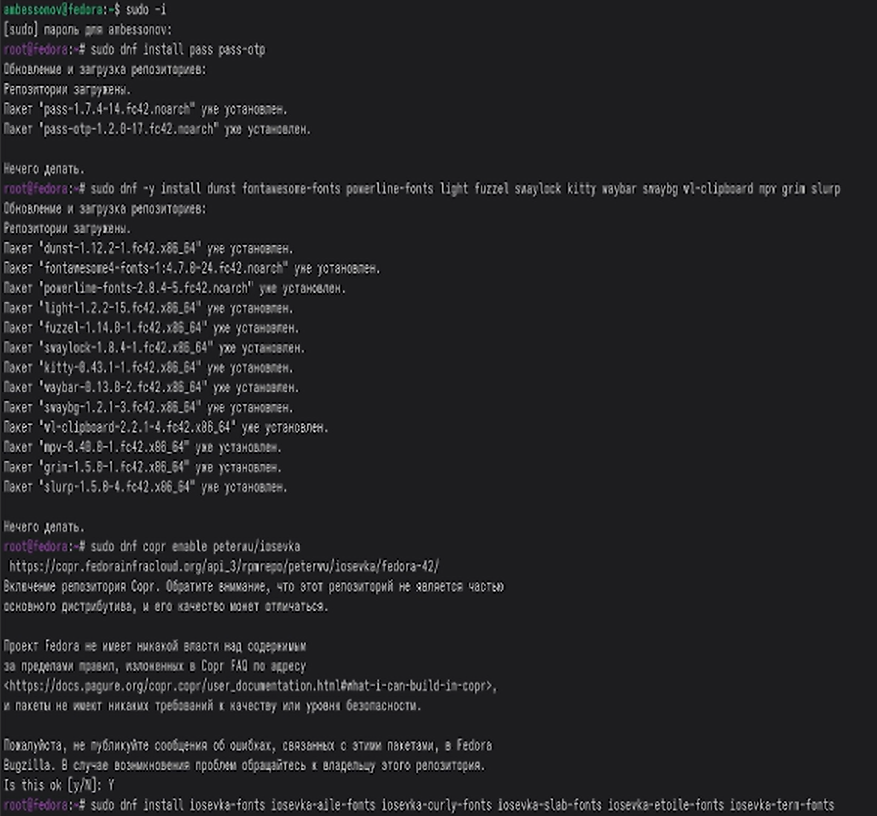 ambessonov@fedora:~$ sudo -i
[sudo] пароль для ambessonov:
root@fedora:~# sudo dnf install pass pass-otp
Обновление и загрузка репозиториев:
Репозитории загружены.
Пакет "pass-1.7.4-14.fc42.noarch" уже установлен.
Пакет "pass-otp-1.2.0-17.fc42.noarch" уже установлен.
Нечего делать.
root@fedora:~# sudo dnf -y install dunst fontawesome-fonts powerline-fonts light fuzzel swaylock kitty waybar swaybg wl-clipboard mpv grim slurp
Обновление и загрузка репозиториев:
Репозитории загружены.
Пакет "dunst-1.12.2-1.fc42.x86_64" уже установлен.
Пакет "fontawesome4-fonts-1:4.7.0-24.fc42.noarch" уже установлен.
Пакет "powerline-fonts-2.8.4-5.fc42.noarch" уже установлен.
Пакет "light-1.2.2-15.fc42.x86_64" уже установлен.
Пакет "fuzzel-1.14.0-1.fc42.x86_64" уже установлен.
Пакет "swaylock-1.8.4-1.fc42.x86_64" уже установлен.
Пакет "kitty-0.43.1-1.fc42.x86_64" уже установлен.
Пакет "waybar-0.13.0-2.fc42.x86_64" уже установлен.
Пакет "swaybg-1.2.1-3.fc42.x86_64" уже установлен.
Пакет "wl-clipboard-2.2.1-4.fc42.x86_64" уже установлен.
Пакет "mpv-0.40.0-1.fc42.x86_64" уже установлен.
Пакет "grim-1.5.0-1.fc42.x86_64" уже установлен.
Пакет "slurp-1.5.0-4.fc42.x86_64" уже установлен.
Нечего делать.
root@fedora:~# sudo dnf copr enable peterwu/iosevka
https://copr.fedorainfracloud.org/api_3/rpmrepo/peterwu/iosevka/fedora-42/
Включение репозитория Copr. Обратите внимание, что этот репозиторий не является частью
основного дистрибутива, и его качество может отличаться.
Проект Fedora не имеет никакой власти над содержимым
за пределами правил, изложенных в Copr FAQ по адресу
<https://docs.pagure.org/copr.copr/user_documentation.html#what-i-can-build-in-copr>,
и пакеты не имеют никаких требований к качеству или уровня безопасности.
Пожалуйста, не публикуйте сообщения об ошибках, связанных с этими пакетами, в Fedora
Bugzilla. В случае возникновения проблем обращайтесь к владельцу этого репозитория.
Is this ok [y/N]: Y
root@fedora:~# sudo dnf install iosevka-fonts iosevka-aile-fonts iosevka-curly-fonts iosevka-slab-fonts iosevka-etoile-fonts iosevka-term-fonts